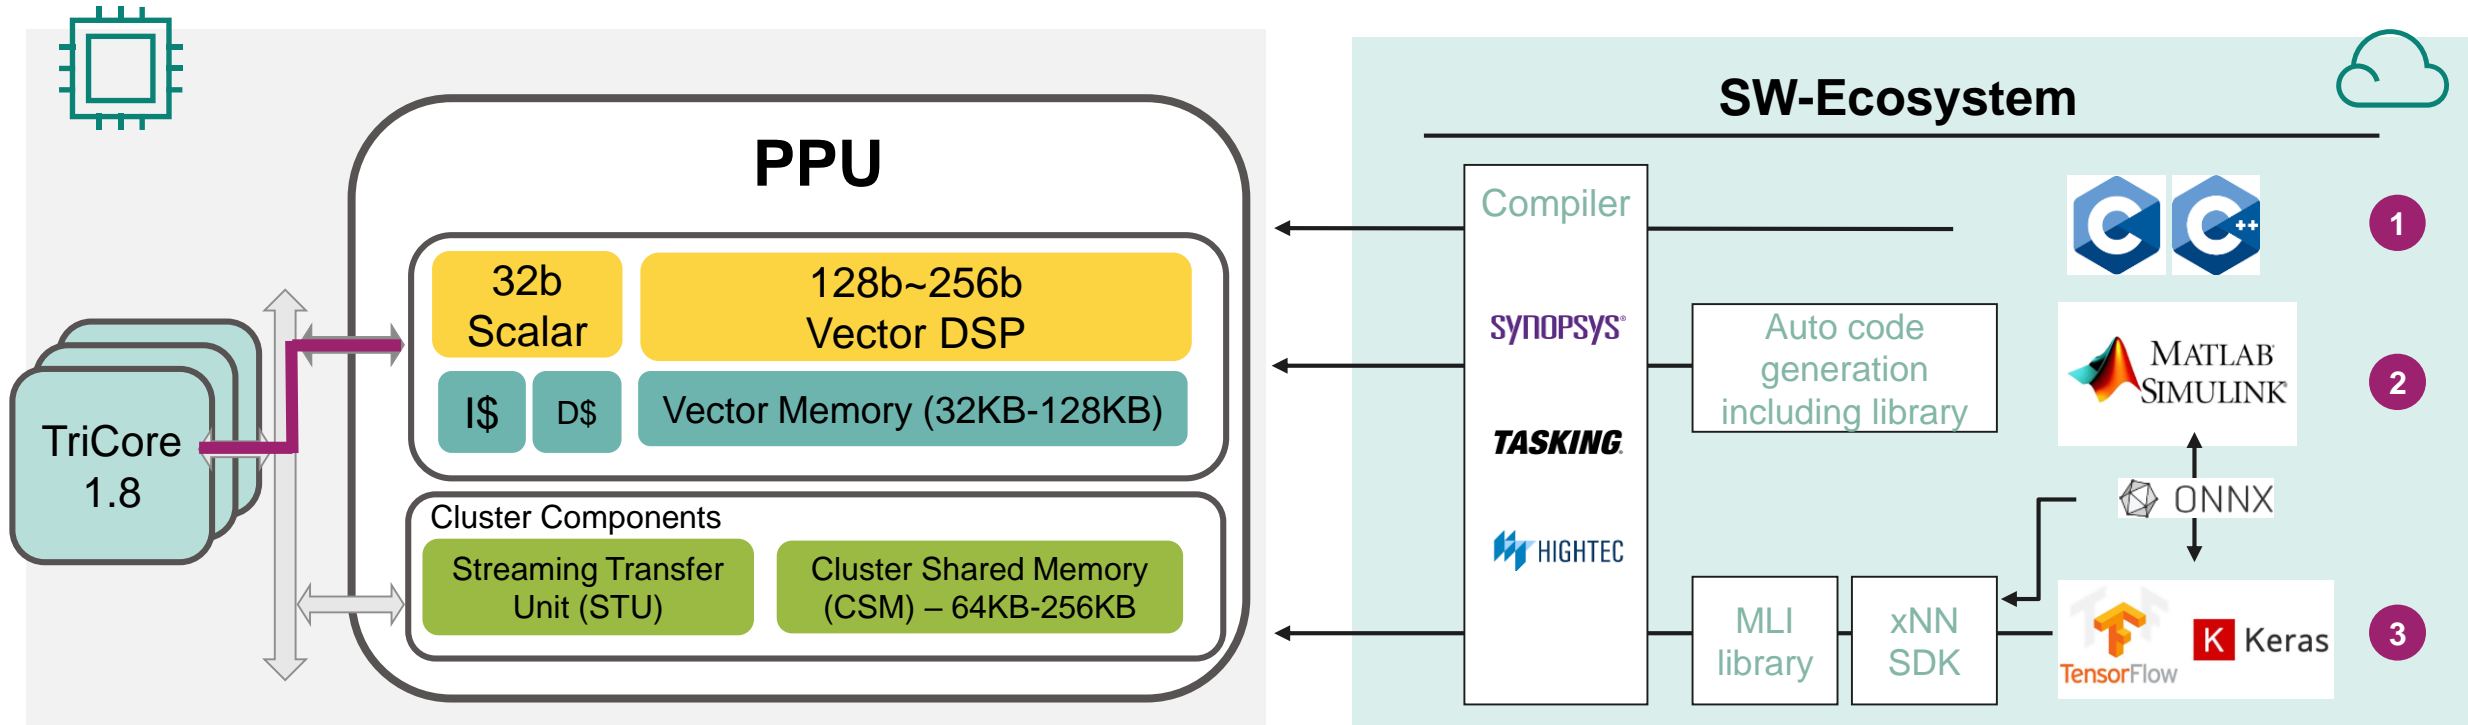 PPU
32b
Scalar
128b~256b
Vector DSP
I$
D$
Vector Memory (32KB-128KB)
TriCore
1.8
Cluster Components
Streaming Transfer
Unit (STU)
Cluster Shared Memory
(CSM) – 64KB-256KB
SW-Ecosystem
Compiler
SYNOPSYS®
TASKING.
HIGHTEC
C
C++
1
Auto code
generation
including library
MATLAB
SIMULINK®
2
ONNX
MLI
library
xNN
SDK
TensorFlow
K Keras
3